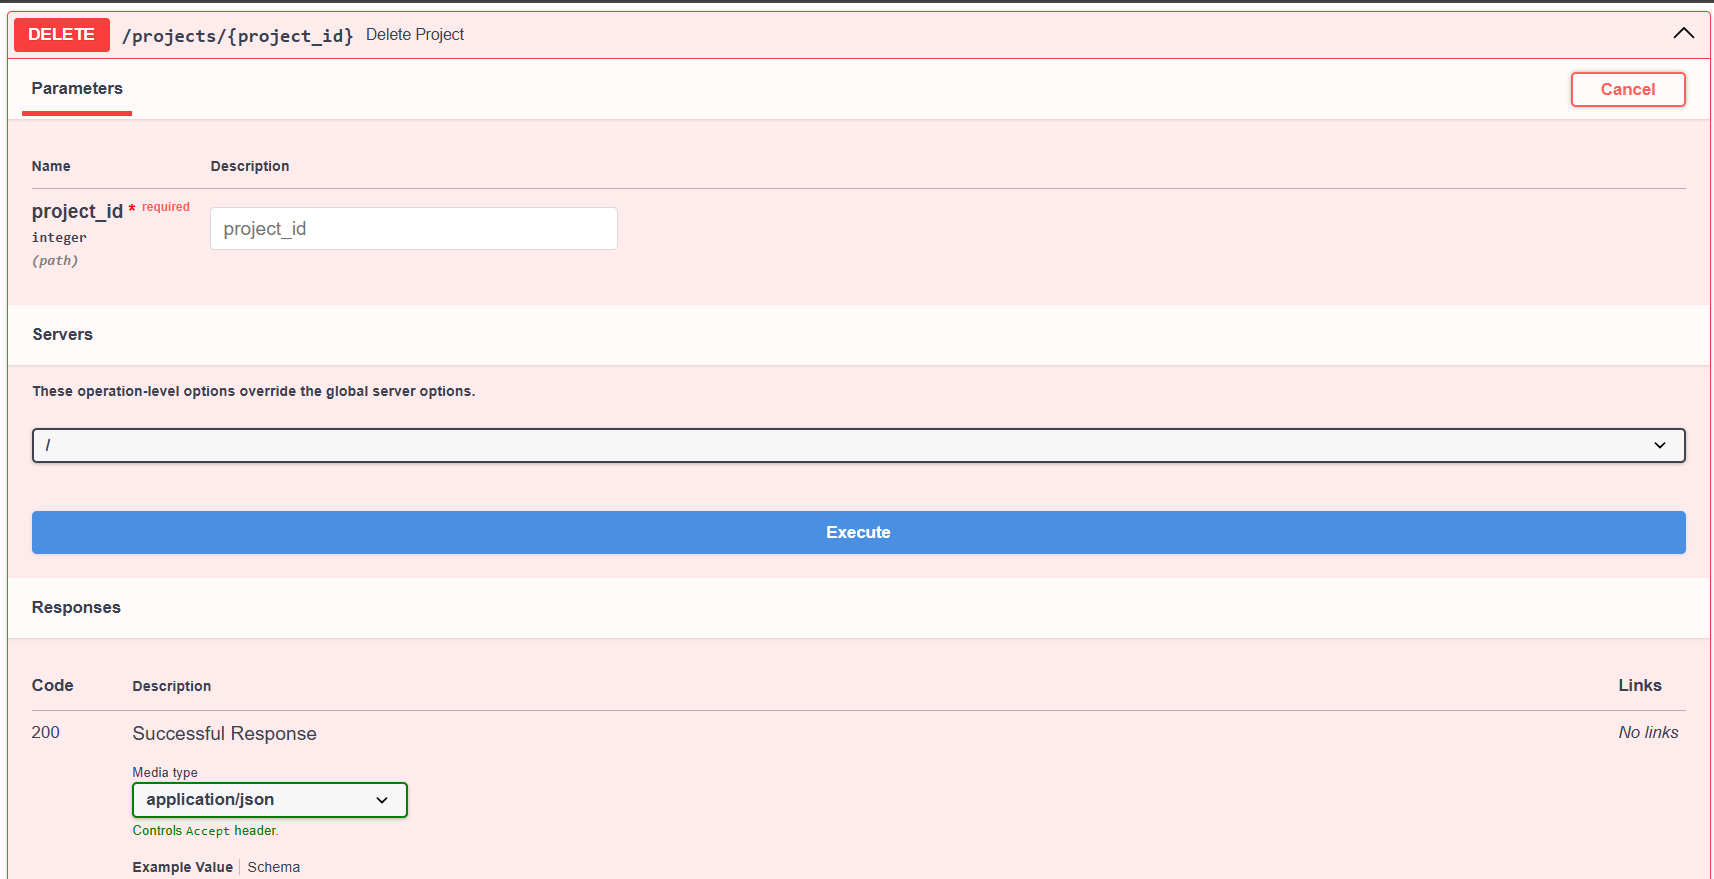 DELETE /projects/{project_id} Delete Project
Parameters Cancel
Name Description
project_id * required project_id
integer
(path)
Servers
These operation-level options override the global server options.
/
Execute
Responses
Code Description Links
200 Successful Response No links
Media type
application/json
Controls Accept header.
Example Value Schema